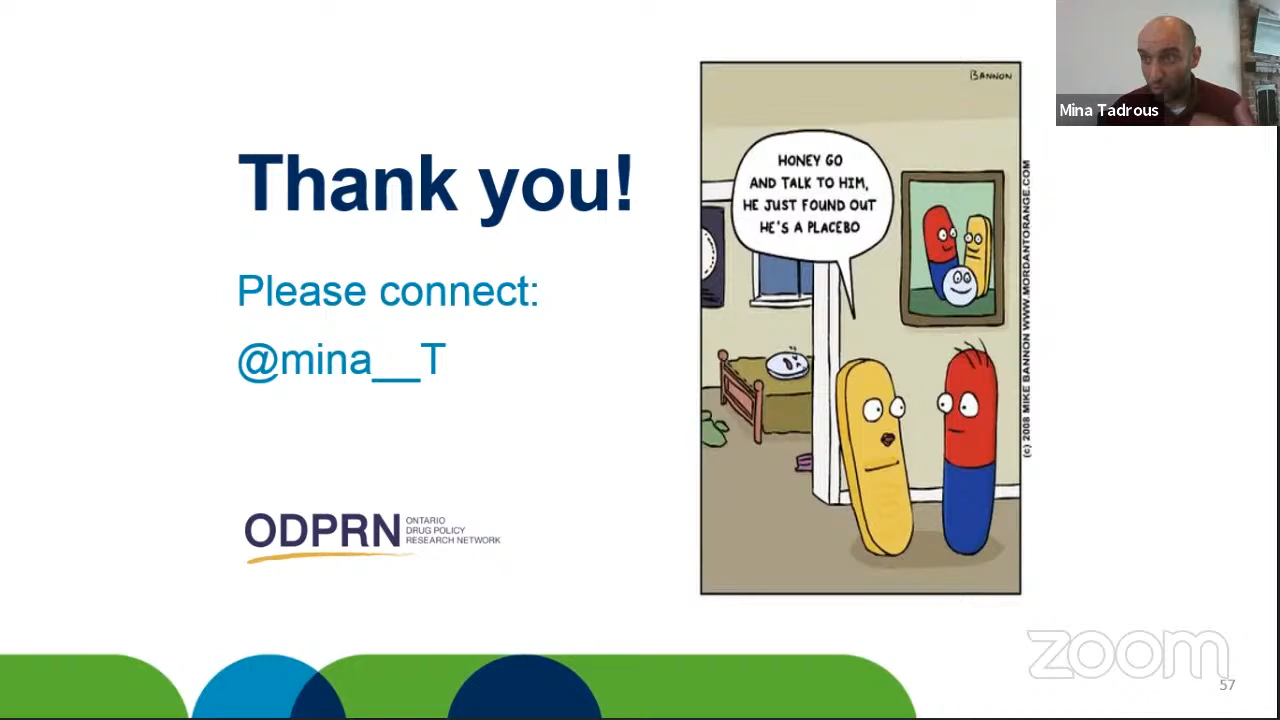 Thank you!
Please connect:
@mina__T
ODPRN
ONTARIO
DRUG POLICY
RESEARCH NETWORK
BANNON
HONEY GO
AND TALK TO HIM,
HE JUST FOUND OUT
HE'S A PLACEBO
(c) 2008 MIKE BANNON WWW.MORDANTORANGE.COM
Mina Tadrous
zoom
57